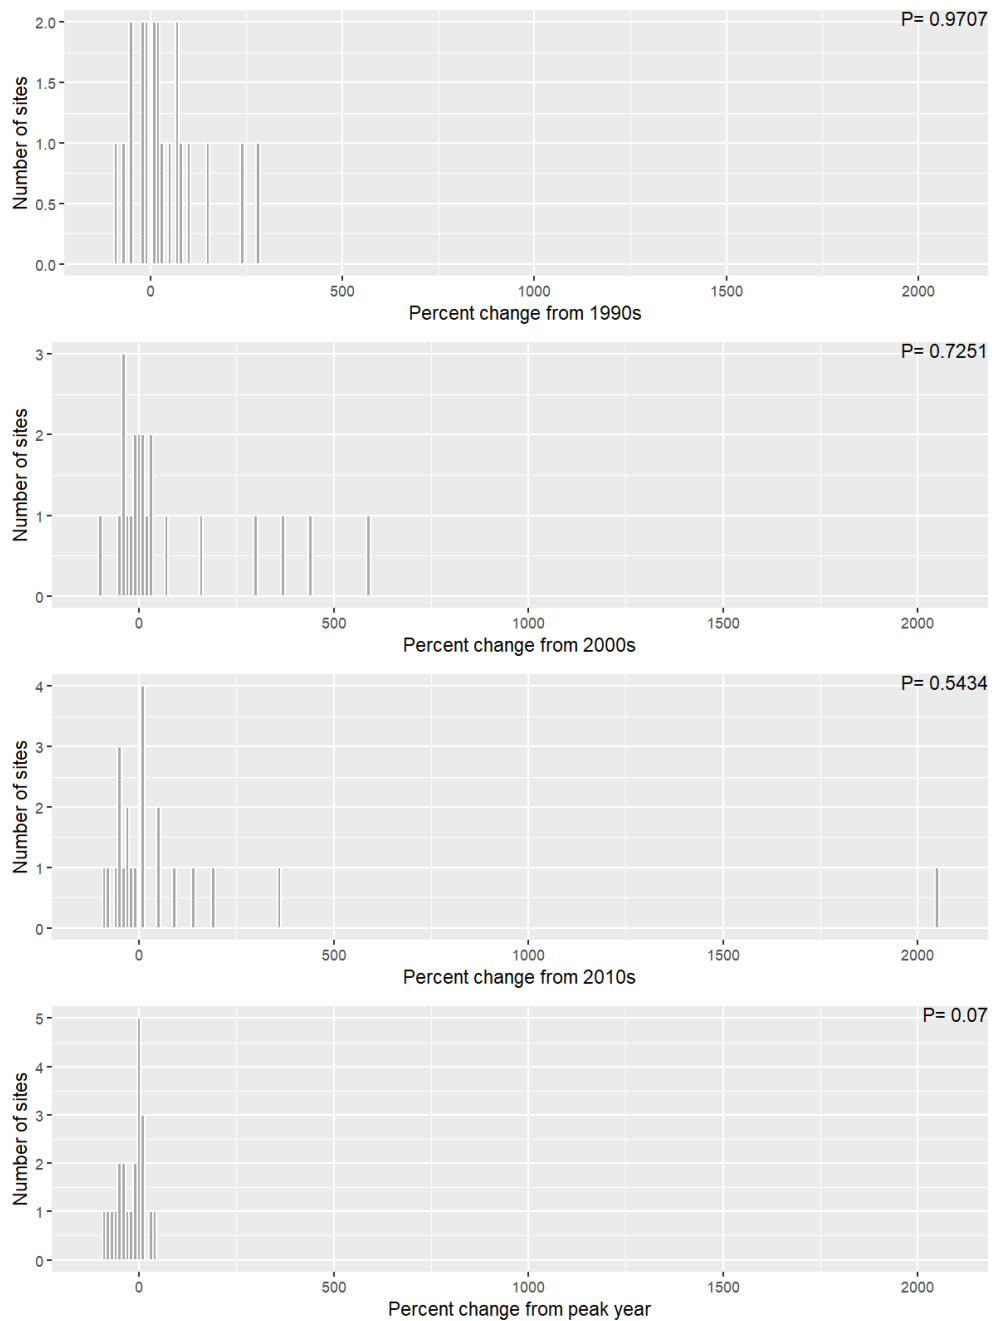 P= 0.9707
Number of sites
2.0
1.5
1.0
0.5
0.0
0 500 1000 1500 2000
Percent change from 1990s
P= 0.7251
Number of sites
3
2
1
0
0 500 1000 1500 2000
Percent change from 2000s
P= 0.5434
Number of sites
4
3
2
1
0
0 500 1000 1500 2000
Percent change from 2010s
P= 0.07
Number of sites
5
4
3
2
1
0
0 500 1000 1500 2000
Percent change from peak year